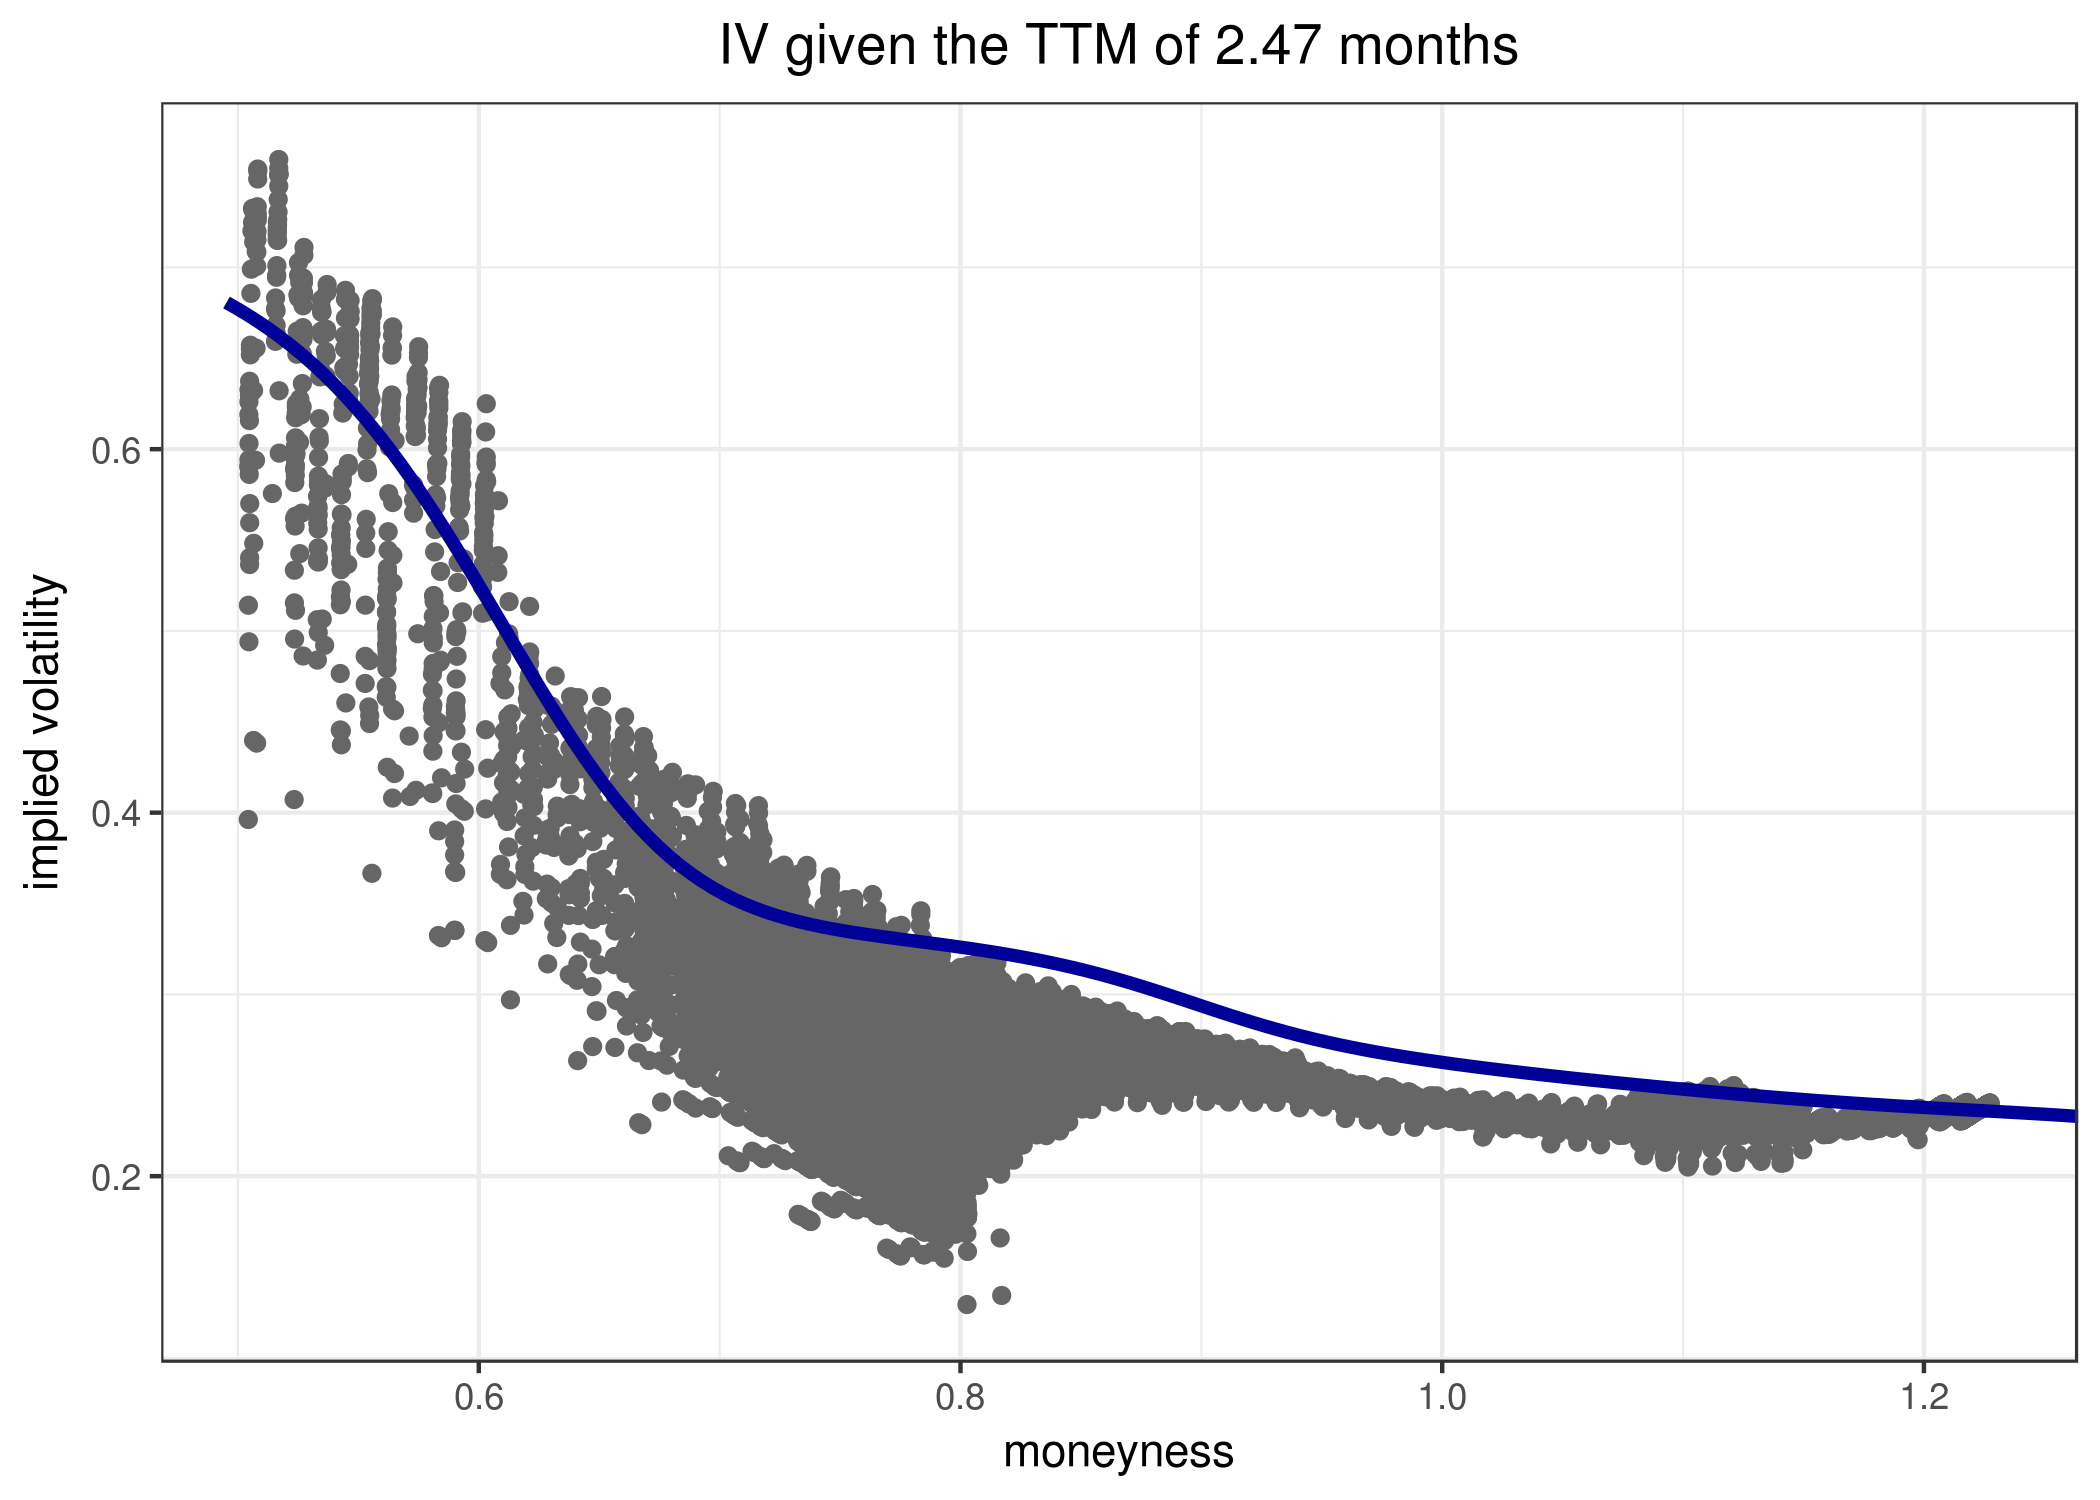 IV given the TTM of 2.47 months
implied volatility
0.6
0.4
0.2
0.6 0.8 1.0 1.2
moneyness